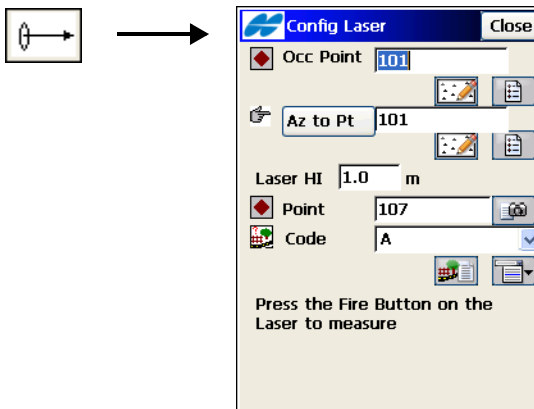 Config Laser Close
Occ Point 101
Az to Pt 101
Laser HI 1.0 m
Point 107
Code A
Press the Fire Button on the
Laser to measure